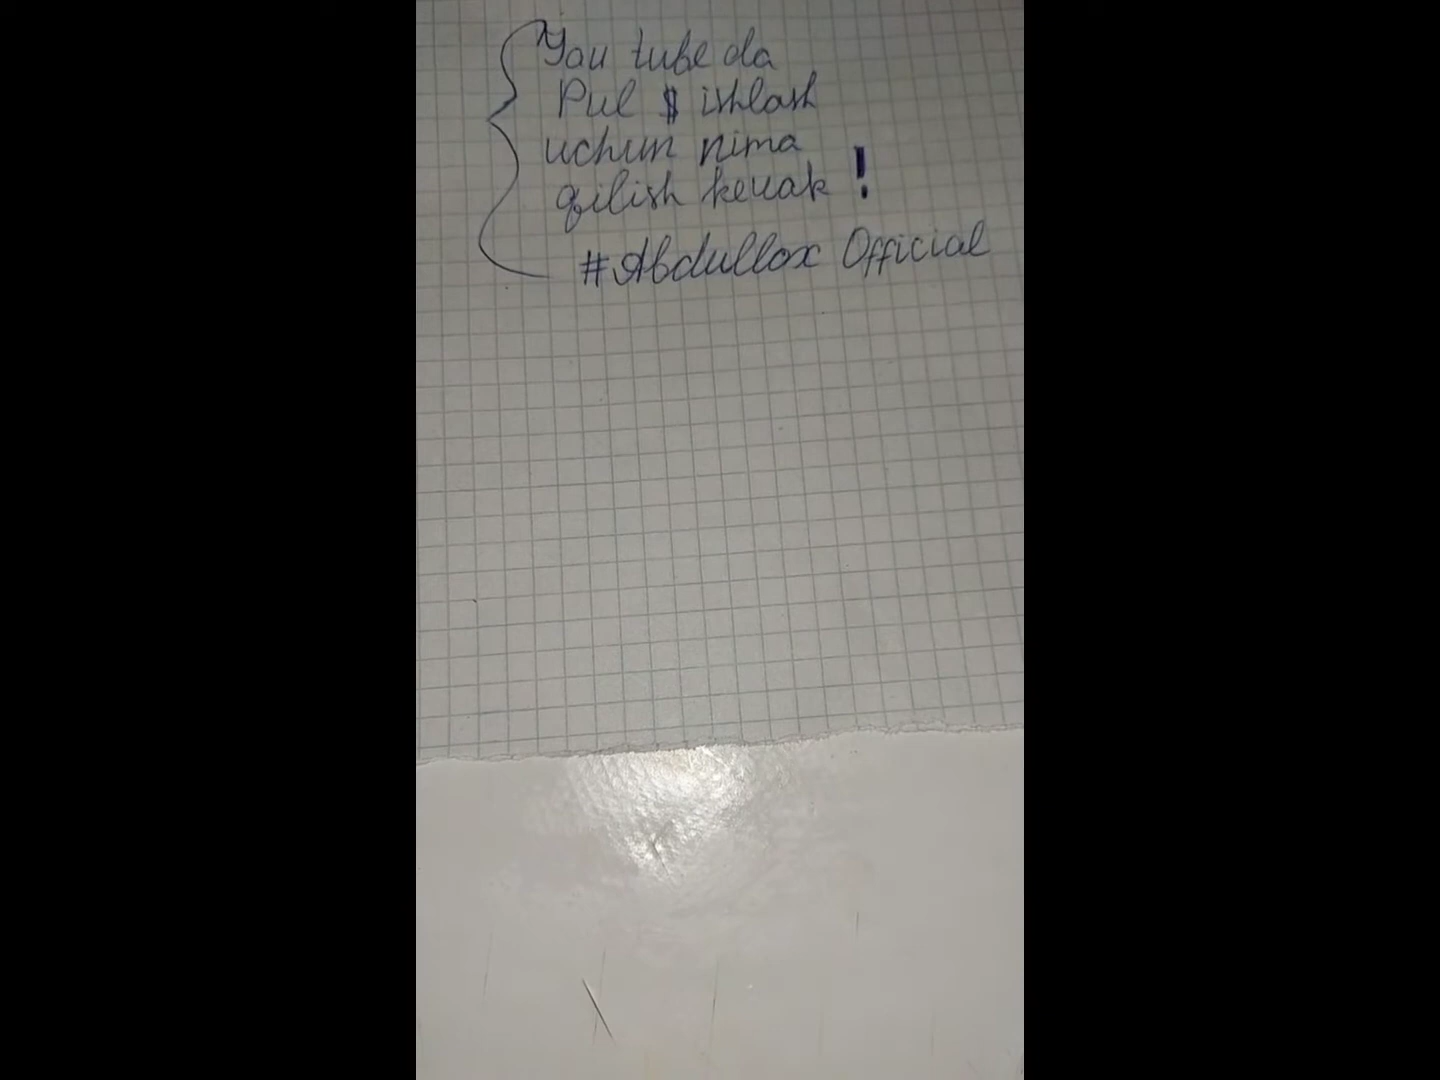 You tube da
Pul $ ishlash
uchun nima
qilish kerak !
#Abdullox Official